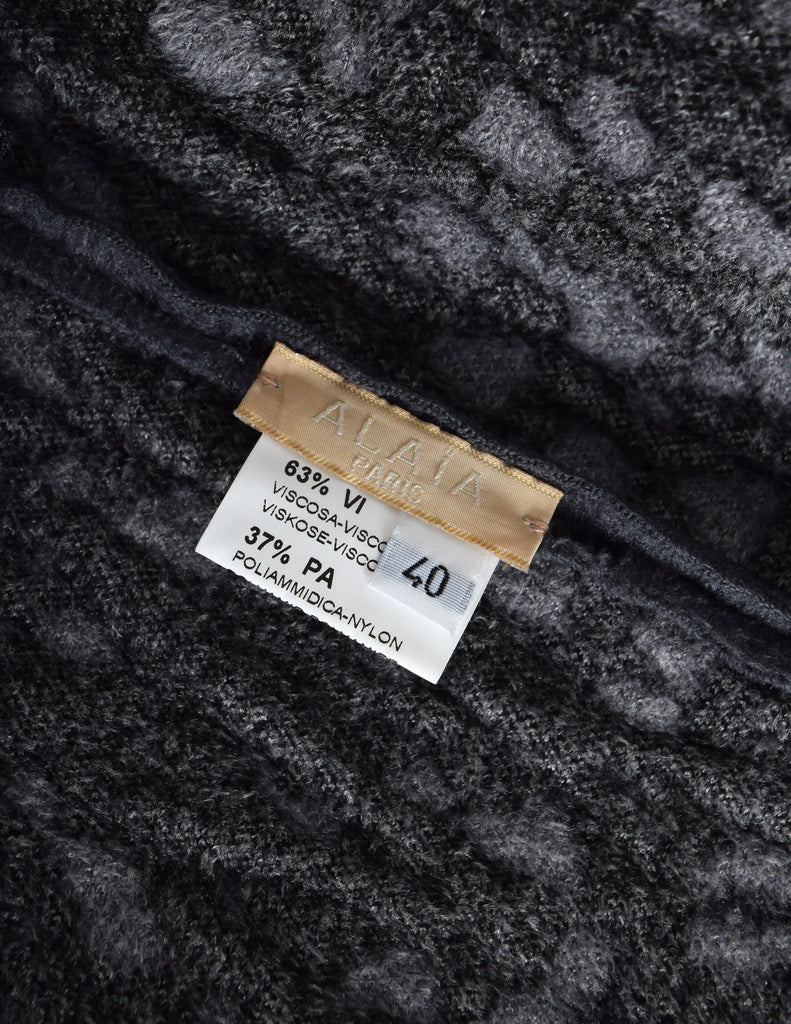 ALAÏA
PARIS
63% VI
VISCOSA-VISCO
VISKOSE-VISCO
37% PA
POLIAMMIDICA-NYLON
40